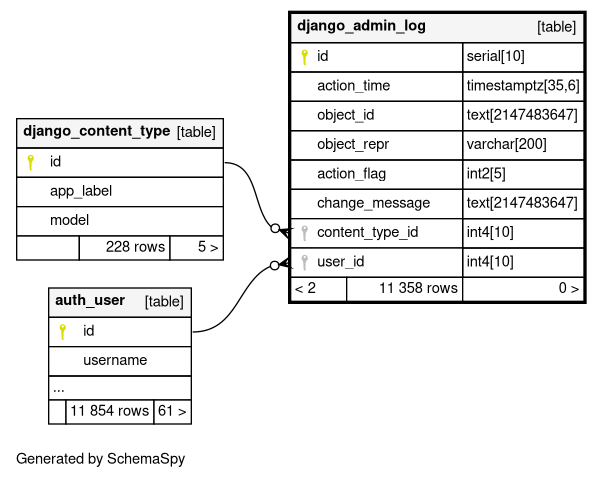 django_admin_log [table]
id serial[10]
action_time timestamptz[35,6]
object_id text[2147483647]
object_repr varchar[200]
action_flag int2[5]
change_message text[2147483647]
content_type_id int4[10]
user_id int4[10]
< 2 11 358 rows 0 >
django_content_type [table]
id
app_label
model
228 rows 5 >
auth_user [table]
id
username
...
11 854 rows 61 >
Generated by SchemaSpy